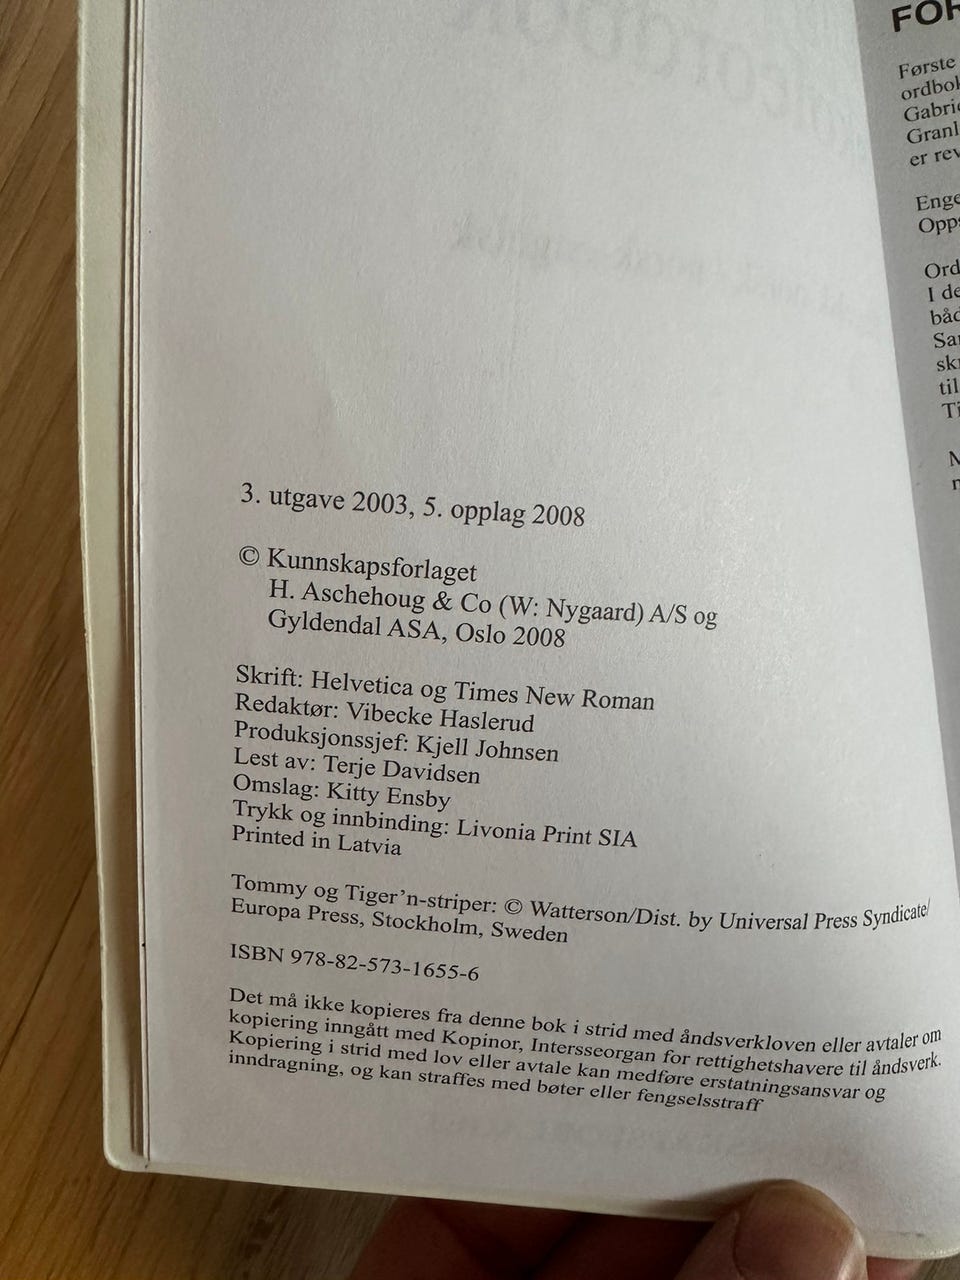 3. utgave 2003, 5. opplag 2008
© Kunnskapsforlaget
H. Aschehoug & Co (W: Nygaard) A/S og
Gyldendal ASA, Oslo 2008
Skrift: Helvetica og Times New Roman
Redaktør: Vibecke Haslerud
Produksjonssjef: Kjell Johnsen
Lest av: Terje Davidsen
Omslag: Kitty Ensby
Trykk og innbinding: Livonia Print SIA
Printed in Latvia
Tommy og Tiger'n-striper: © Watterson/Dist. by Universal Press Syndicate/
Europa Press, Stockholm, Sweden
ISBN 978-82-573-1655-6
Det må ikke kopieres fra denne bok i strid med åndsverkloven eller avtaler om
kopiering inngått med Kopinor, Intersseorgan for rettighetshavere til åndsverk.
Kopiering i strid med lov eller avtale kan medføre erstatningsansvar og
inndragning, og kan straffes med bøter eller fengselsstraff
Første
er
I
til